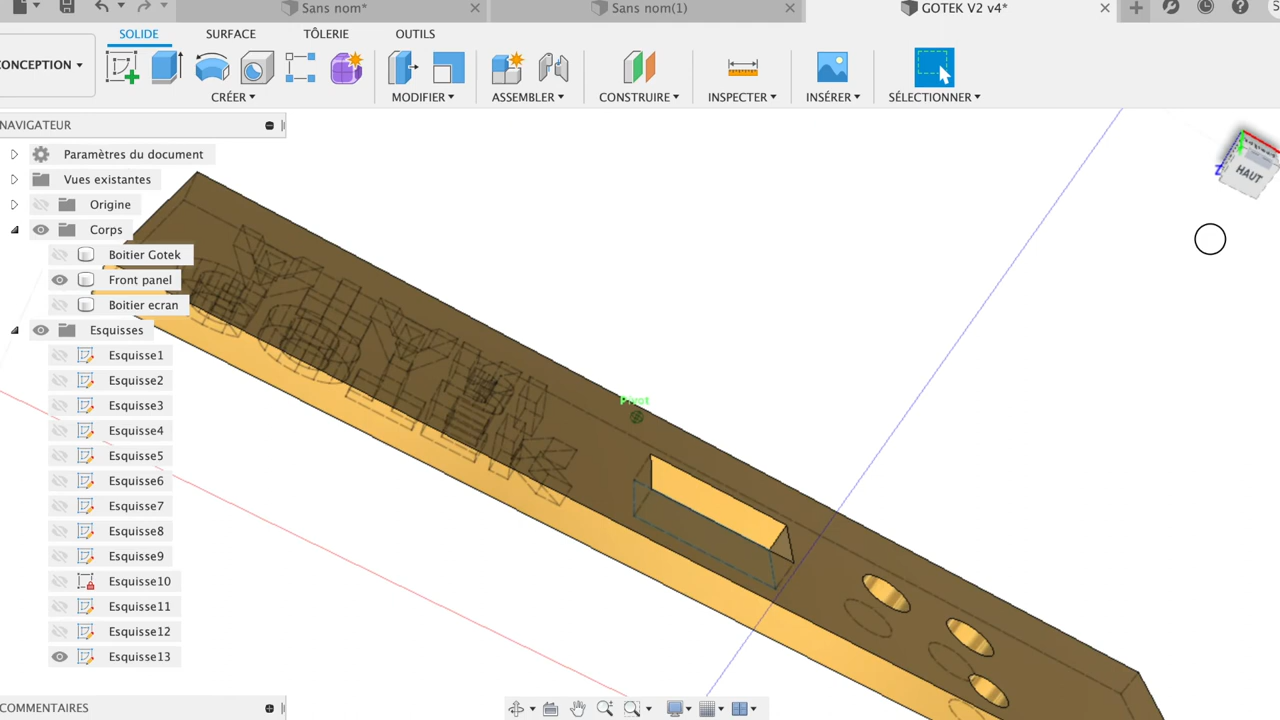 Sans nom*
Sans nom(1)
GOTEK V2 v4*
SOLIDE
SURFACE
TÔLERIE
OUTILS
CONCEPTION
CRÉER
MODIFIER
ASSEMBLER
CONSTRUIRE
INSPECTER
INSÉRER
SÉLECTIONNER
NAVIGATEUR
Paramètres du document
Vues existantes
Origine
Corps
Boitier Gotek
Front panel
Boitier ecran
Esquisses
Esquisse1
Esquisse2
Esquisse3
Esquisse4
Esquisse5
Esquisse6
Esquisse7
Esquisse8
Esquisse9
Esquisse10
Esquisse11
Esquisse12
Esquisse13
Pivot
HAUT
Z
COMMENTAIRES